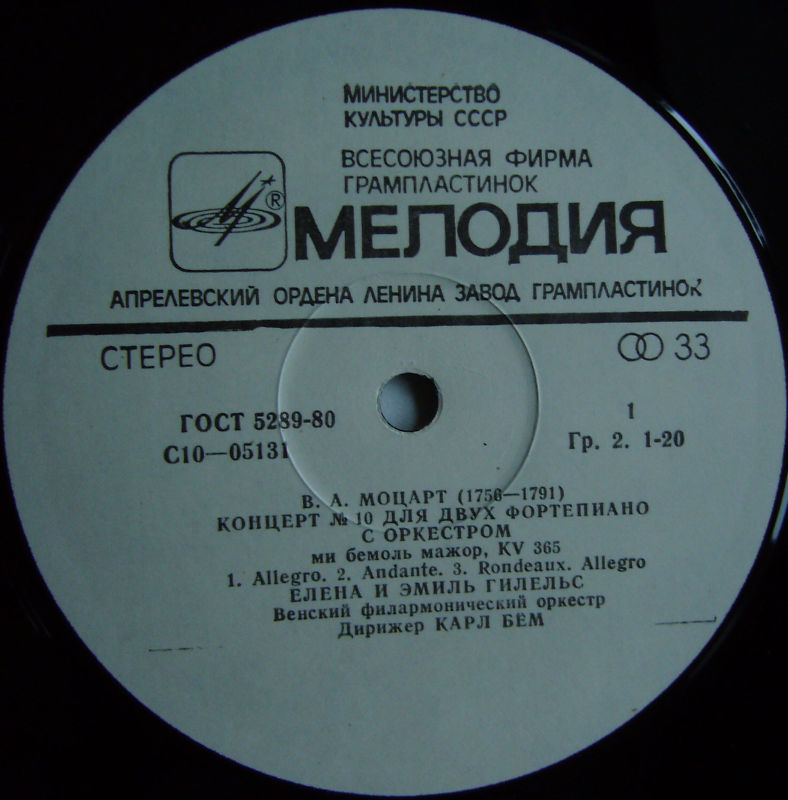 МИНИСТЕРСТВО
КУЛЬТУРЫ СССР
ВСЕСОЮЗНАЯ ФИРМА
ГРАМПЛАСТИНОК
®
МЕЛОДИЯ
АПРЕЛЕВСКИЙ ОРДЕНА ЛЕНИНА ЗАВОД ГРАМПЛАСТИНОК
СТЕРЕО
33
ГОСТ 5289-80
1
С10—05131
Гр. 2. 1-20
В. А. МОЦАРТ (1756—1791)
КОНЦЕРТ № 10 ДЛЯ ДВУХ ФОРТЕПИАНО
С ОРКЕСТРОМ
ми бемоль мажор, KV 365
1. Allegro. 2. Andante. 3. Rondeaux. Allegro
ЕЛЕНА И ЭМИЛЬ ГИЛЕЛЬС
Венский филармонический оркестр
Дирижер КАРЛ БЁМ